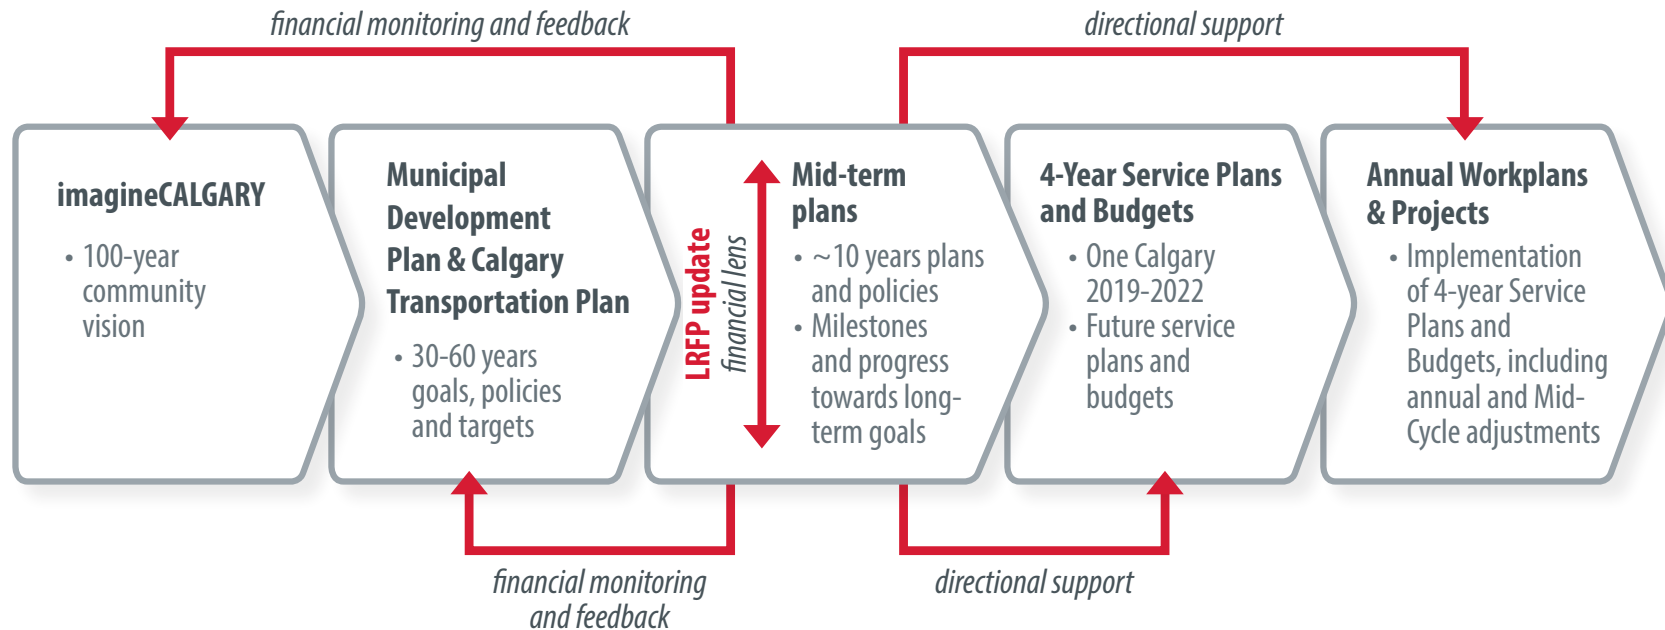 financial monitoring and feedback
directional support
imagineCALGARY
• 100-year
community
vision
Municipal
Development
Plan & Calgary
Transportation Plan
• 30-60 years
goals, policies
and targets
LRFP update
financial lens
Mid-term
plans
• ~10 years plans
and policies
• Milestones
and progress
towards long-
term goals
4-Year Service Plans
and Budgets
• One Calgary
2019-2022
• Future service
plans and
budgets
Annual Workplans
& Projects
• Implementation
of 4-year Service
Plans and
Budgets, including
annual and Mid-
Cycle adjustments
financial monitoring
and feedback
directional support